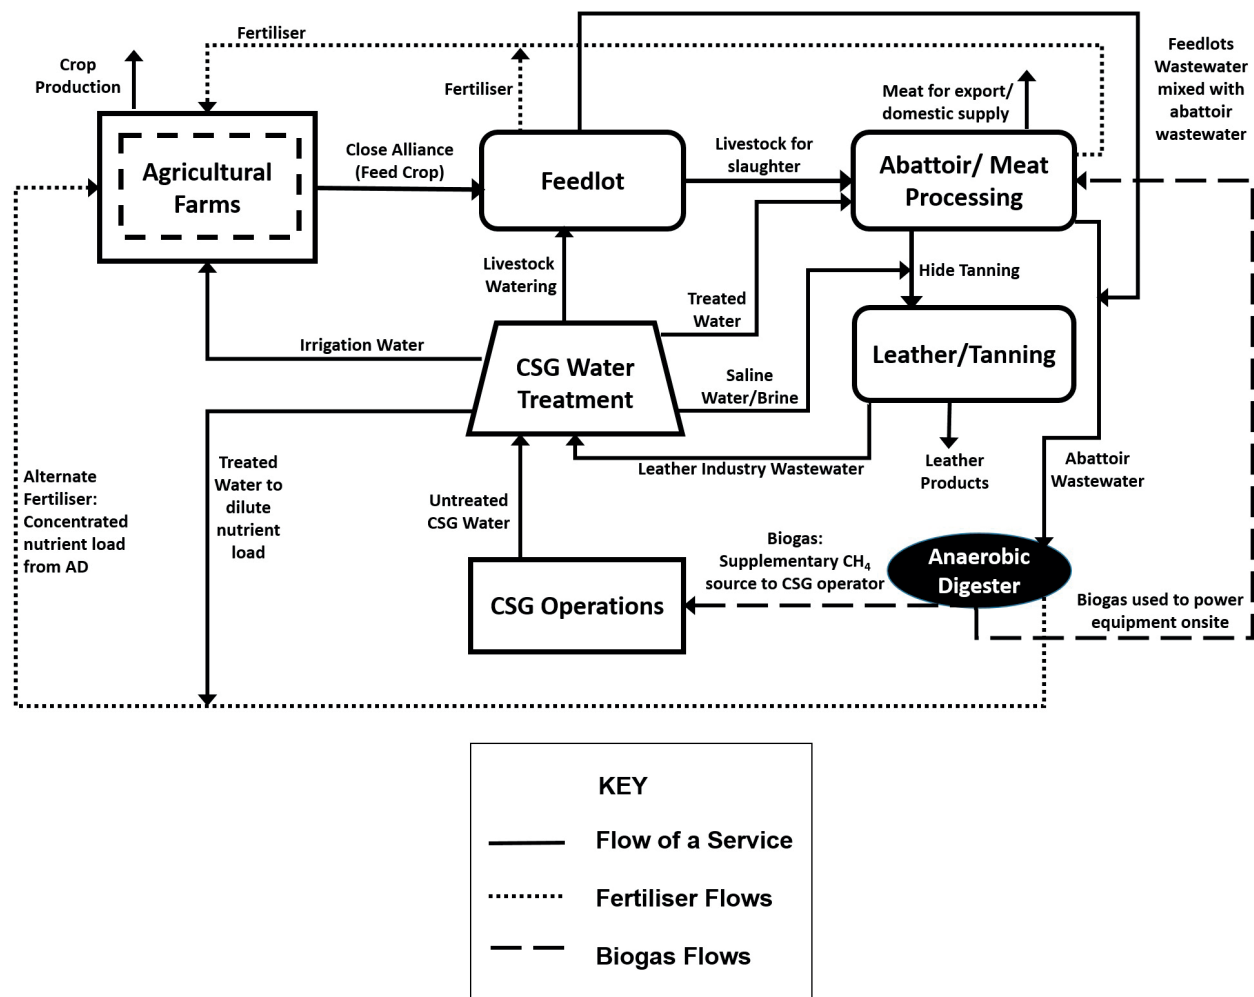 Fertiliser
Crop
Production
Fertiliser
Meat for export/
domestic supply
Feedlots
Wastewater
mixed with
abattoir
wastewater
Agricultural
Farms
Close Alliance
(Feed Crop)
Feedlot
Livestock for
slaughter
Abattoir/ Meat
Processing
Livestock
Watering
Treated
Water
Hide Tanning
Irrigation Water
CSG Water
Treatment
Saline
Water/Brine
Leather/Tanning
Alternate
Fertiliser:
Concentrated
nutrient load
from AD
Treated
Water to
dilute
nutrient
load
Untreated
CSG Water
Leather Industry Wastewater
Leather
Products
Abattoir
Wastewater
Biogas:
Supplementary CH₄
source to CSG operator
Anaerobic
Digester
CSG Operations
Biogas used to power
equipment onsite
KEY
Flow of a Service
Fertiliser Flows
Biogas Flows